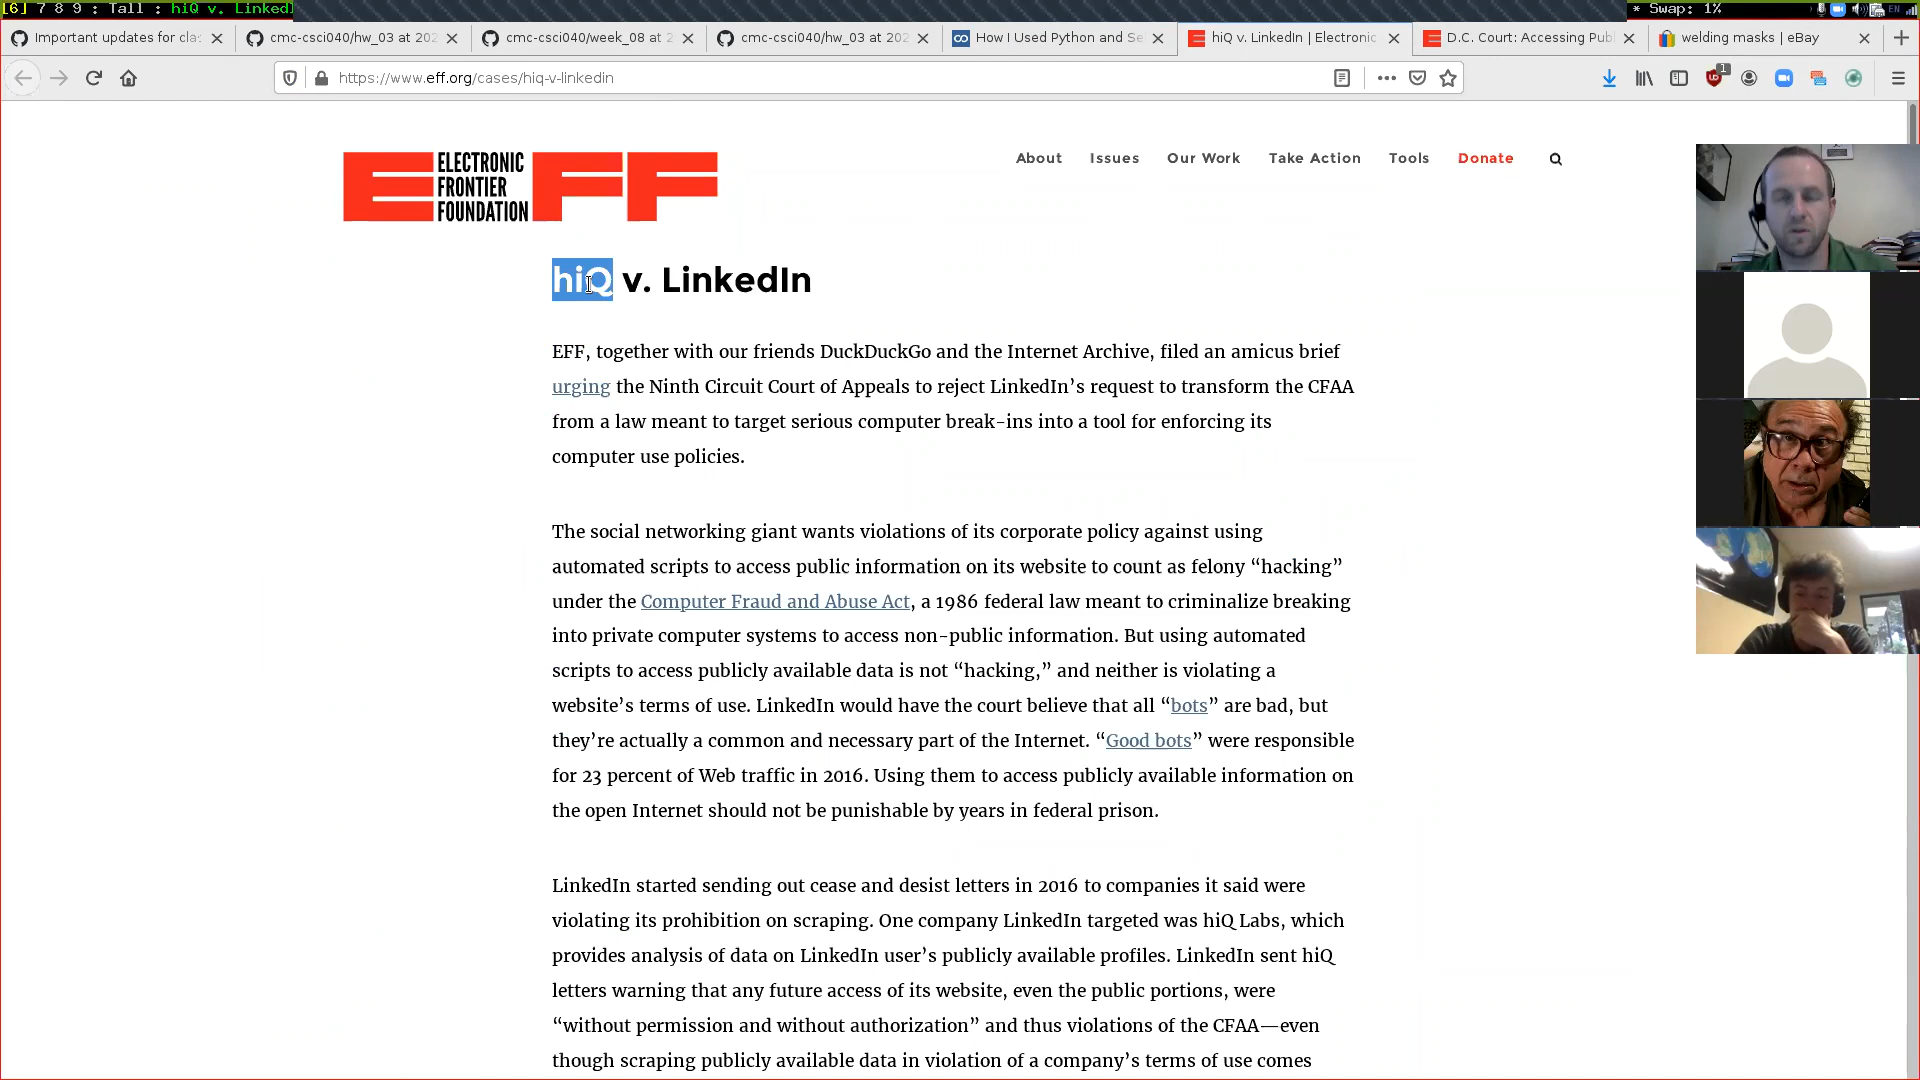 [6] 7 8 9 : Tall : hiQ v. Linked
* Swap: 1%
EN
Important updates for cla
cmc-csci040/hw_03 at 202
cmc-csci040/week_08 at 2
cmc-csci040/hw_03 at 202
How I Used Python and Se
hiQ v. LinkedIn | Electronic
D.C. Court: Accessing Publ
welding masks | eBay
https://www.eff.org/cases/hiq-v-linkedin
1
ELECTRONIC
FRONTIER
FOUNDATION
EFF
About Issues Our Work Take Action Tools Donate
hiQ v. LinkedIn
EFF, together with our friends DuckDuckGo and the Internet Archive, filed an amicus brief
urging the Ninth Circuit Court of Appeals to reject LinkedIn’s request to transform the CFAA
from a law meant to target serious computer break-ins into a tool for enforcing its
computer use policies.
The social networking giant wants violations of its corporate policy against using
automated scripts to access public information on its website to count as felony “hacking”
under the Computer Fraud and Abuse Act, a 1986 federal law meant to criminalize breaking
into private computer systems to access non-public information. But using automated
scripts to access publicly available data is not “hacking,” and neither is violating a
website’s terms of use. LinkedIn would have the court believe that all “bots” are bad, but
they’re actually a common and necessary part of the Internet. “Good bots” were responsible
for 23 percent of Web traffic in 2016. Using them to access publicly available information on
the open Internet should not be punishable by years in federal prison.
LinkedIn started sending out cease and desist letters in 2016 to companies it said were
violating its prohibition on scraping. One company LinkedIn targeted was hiQ Labs, which
provides analysis of data on LinkedIn user’s publicly available profiles. LinkedIn sent hiQ
letters warning that any future access of its website, even the public portions, were
“without permission and without authorization” and thus violations of the CFAA—even
though scraping publicly available data in violation of a company’s terms of use comes